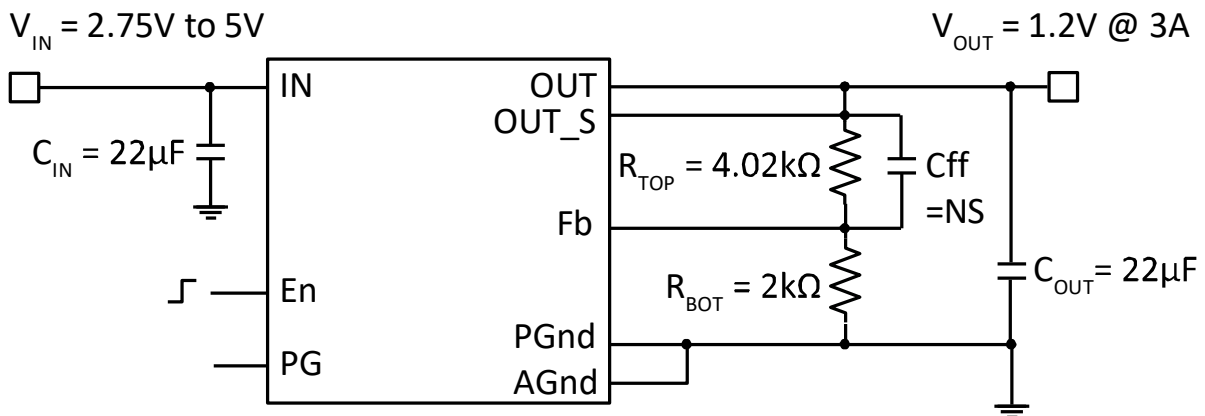 V_IN = 2.75V to 5V
V_OUT = 1.2V @ 3A
IN
OUT
OUT_S
C_IN = 22µF
R_TOP = 4.02kΩ
Cff
=NS
Fb
En
R_BOT = 2kΩ
C_OUT= 22µF
PGnd
PG
AGnd